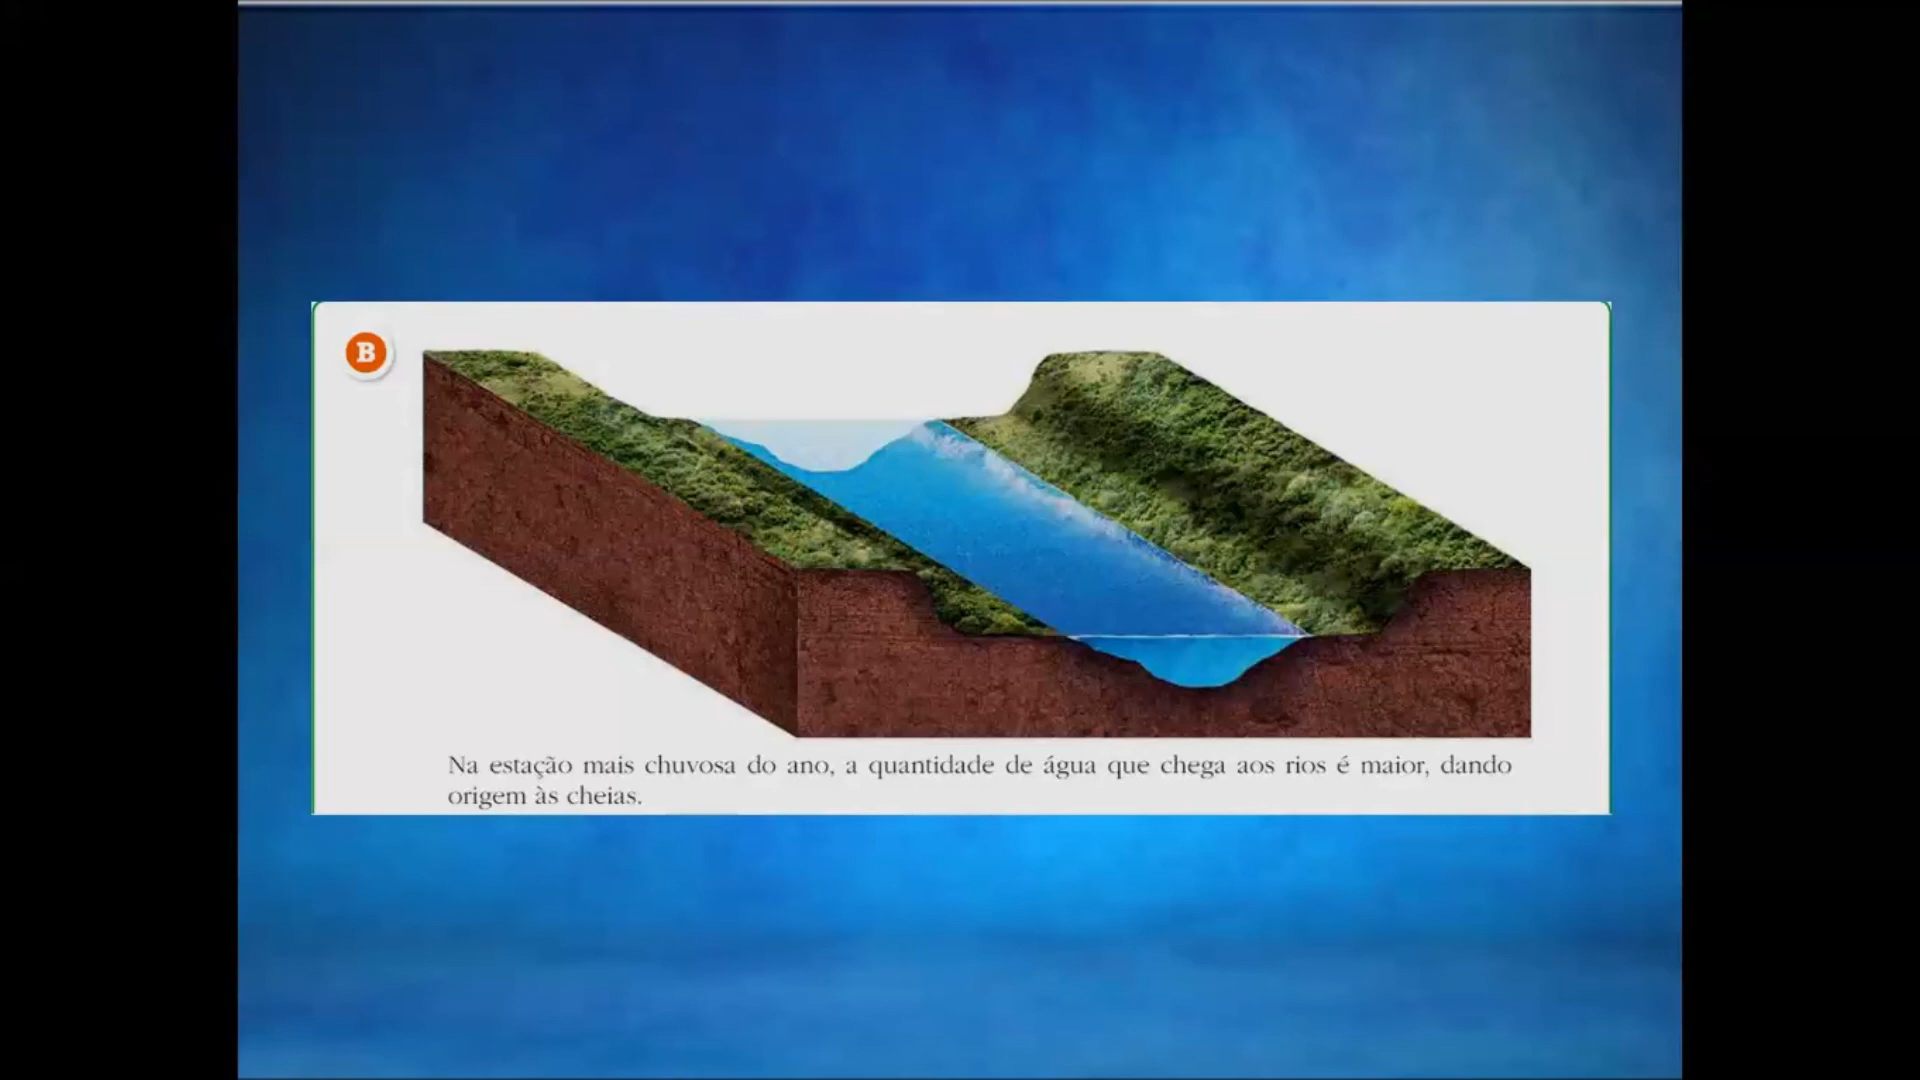 B
Na estação mais chuvosa do ano, a quantidade de água que chega aos rios é maior, dando
origem às cheias.